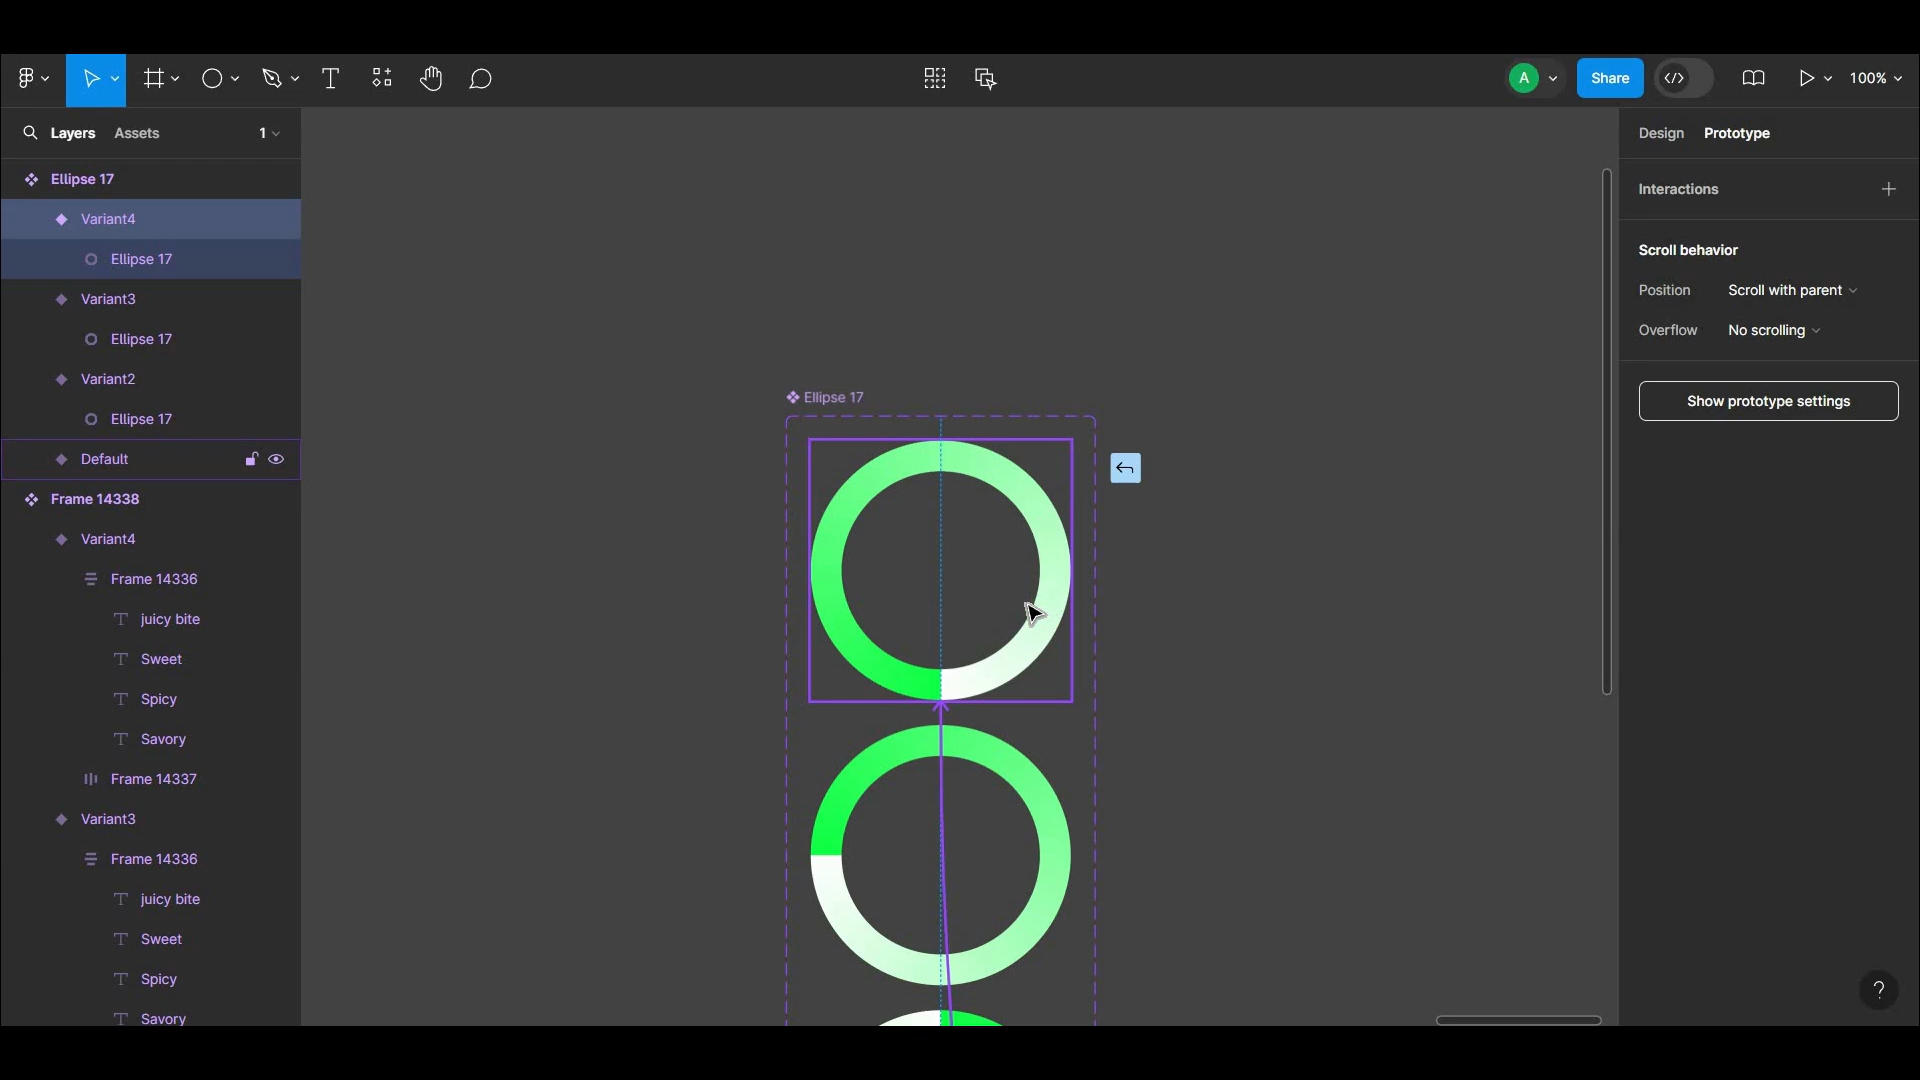 A
Share
100%
Layers
Assets
1
Design
Prototype
Ellipse 17
Variant4
Ellipse 17
Variant3
Ellipse 17
Variant2
Ellipse 17
Default
Frame 14338
Variant4
Frame 14336
juicy bite
Sweet
Spicy
Savory
Frame 14337
Variant3
Frame 14336
juicy bite
Sweet
Spicy
Savory
Ellipse 17
Interactions
Scroll behavior
Position Scroll with parent
Overflow No scrolling
Show prototype settings
?